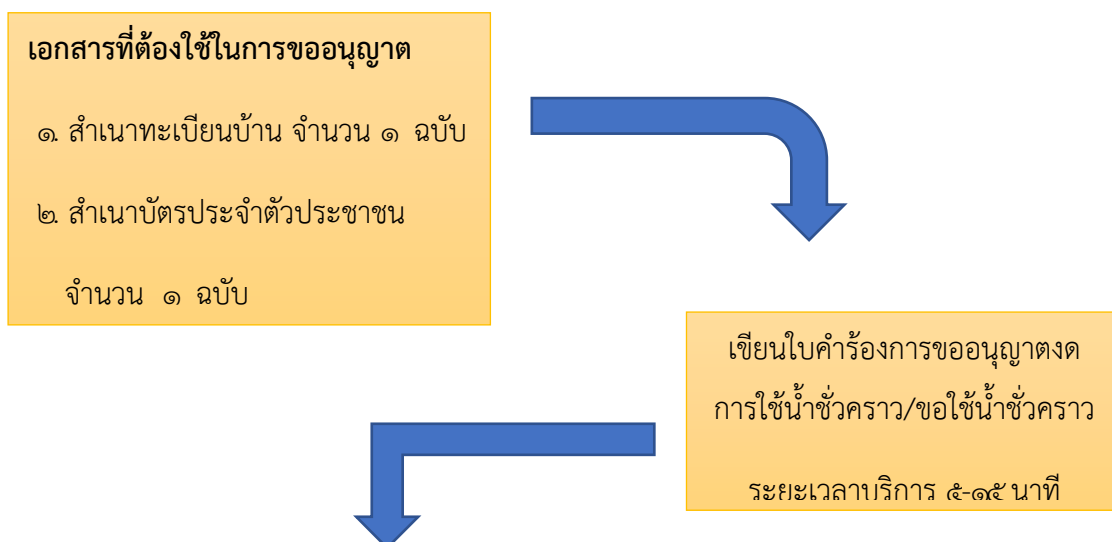 เอกสารที่ต้องใช้ในการขออนุญาต
๑. สำเนาทะเบียนบ้าน จำนวน ๑ ฉบับ
๒. สำเนาบัตรประจำตัวประชาชน
จำนวน ๑ ฉบับ
เขียนใบคำร้องการขออนุญาตงด
การใช้น้ำชั่วคราว/ขอใช้น้ำชั่วคราว
ระยะเวลาบริการ ๕-๑๕ นาที